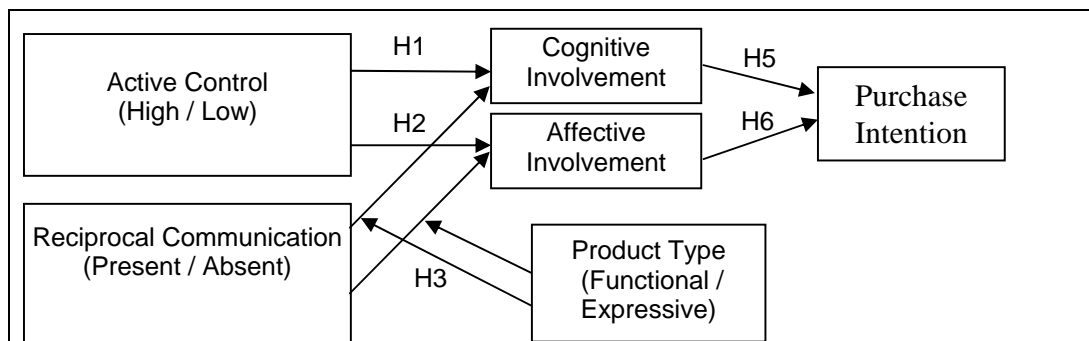 Active Control
(High / Low)
H1
H2
Cognitive
Involvement
Affective
Involvement
H5
H6
Purchase
Intention
Reciprocal Communication
(Present / Absent)
H3
Product Type
(Functional /
Expressive)